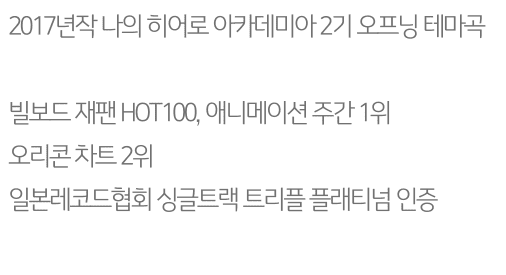 2017년작 나의 히어로 아카데미아 2기 오프닝 테마곡
빌보드 재팬 HOT100, 애니메이션 주간 1위
오리콘 차트 2위
일본레코드협회 싱글트랙 트리플 플래티넘 인증